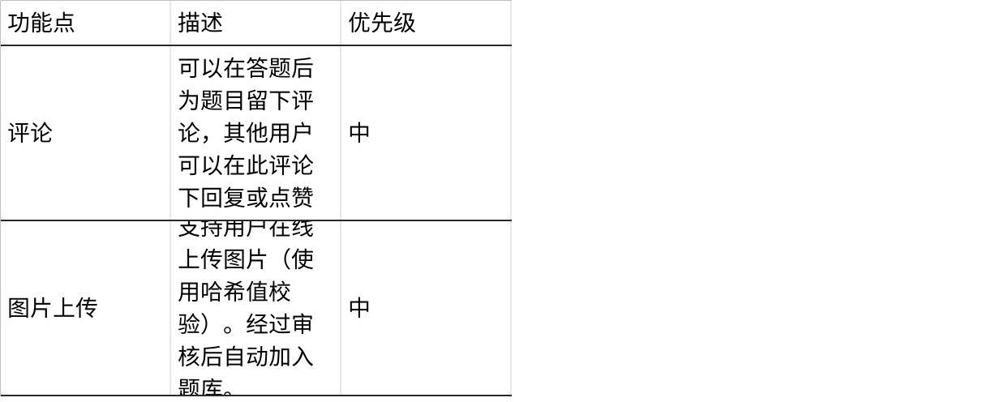 功能点 描述 优先级
可以在答题后
为题目留下评
评论 论，其他用户 中
可以在此评论
下回复或点赞
支持用户在线
上传图片（使
用哈希值校
图片上传 验）。经过审 中
核后自动加入
题库。